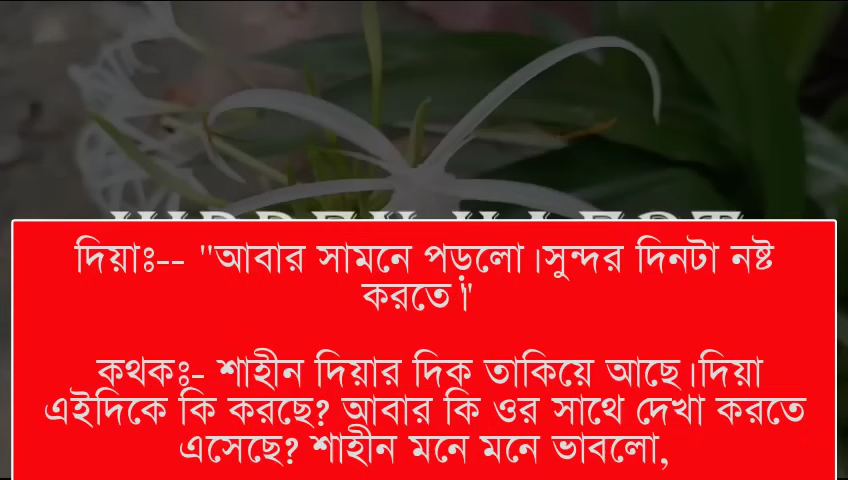 দিয়াঃ-- "আবার সামনে পড়লো।সুন্দর দিনটা নষ্ট
করতে।"
কথকঃ- শাহীন দিয়ার দিক তাকিয়ে আছে।দিয়া
এইদিকে কি করছে? আবার কি ওর সাথে দেখা করতে
এসেছে? শাহীন মনে মনে ভাবলো,